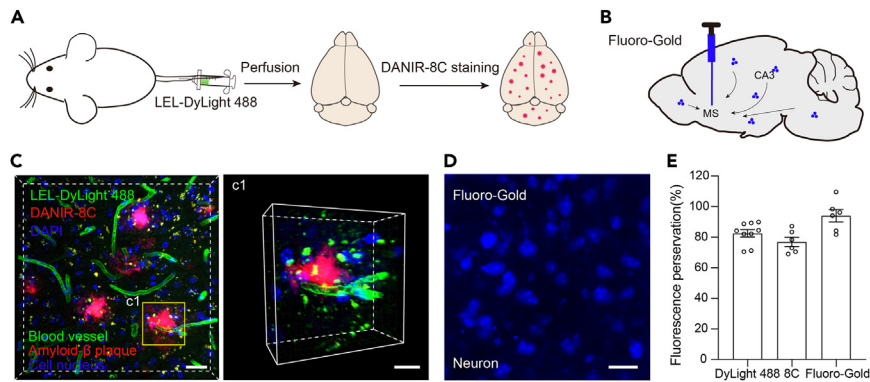 A
Perfusion
DANIR-8C staining
LEL-DyLight 488
B
Fluoro-Gold
CA3
MS
C
LEL-DyLight 488
DANIR-8C
DAPI
c1
Blood vessel
Amyloid-β plaque
Cell nucleus
c1
D
Fluoro-Gold
Neuron
E
Fluorescence perservation(%)
120
100
80
60
40
20
0
DyLight 488 8C Fluoro-Gold